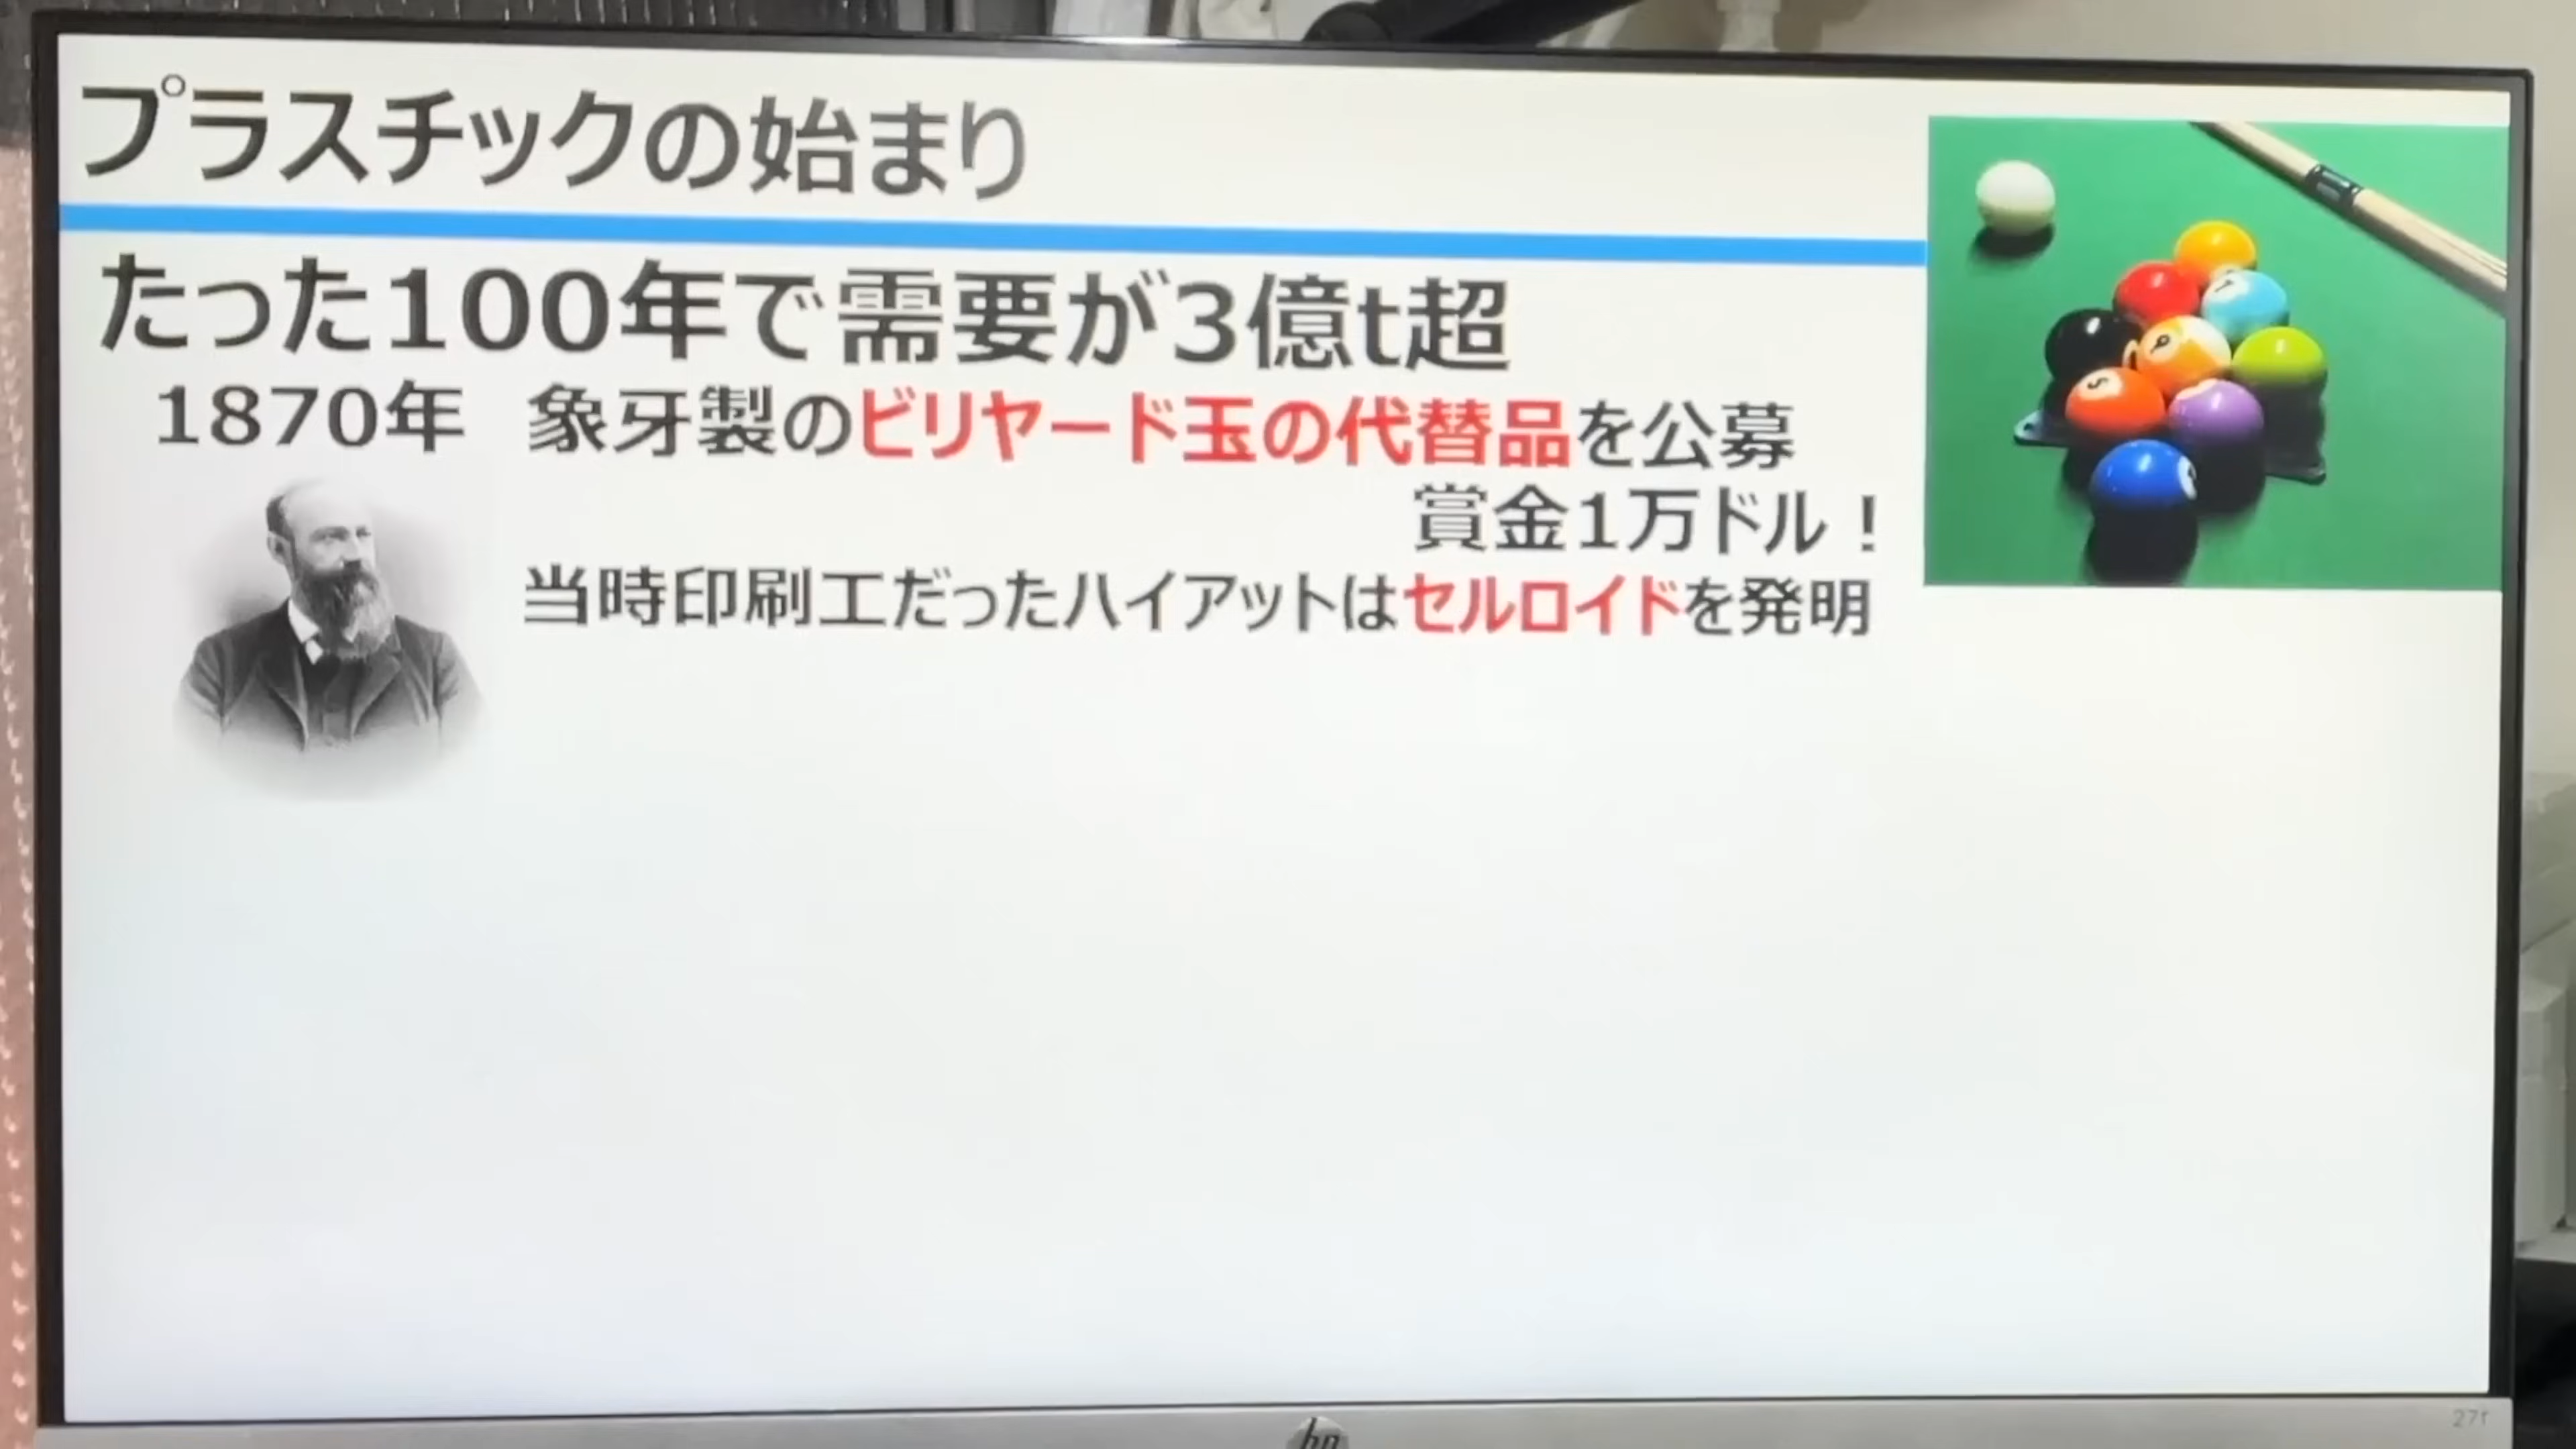 プラスチックの始まり
たった100年で需要が3億t超
1870年 象牙製のビリヤード玉の代替品を公募
賞金1万ドル！
当時印刷工だったハイアットはセルロイドを発明
hp
27f